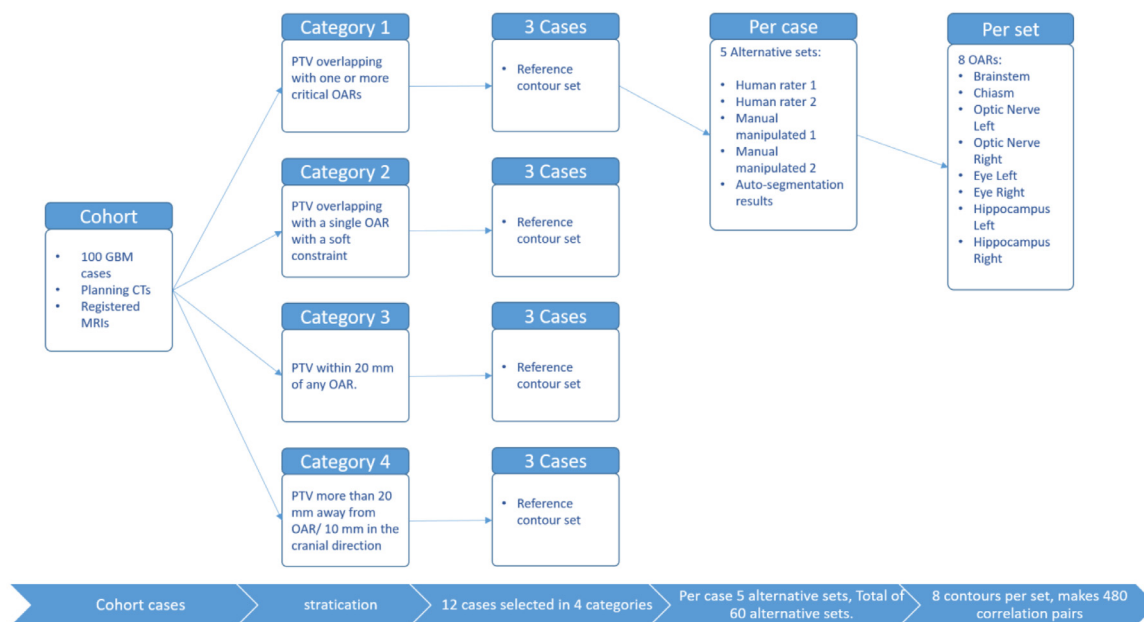 Cohort
• 100 GBM
cases
• Planning CTs
• Registered
MRIs
Category 1
PTV overlapping
with one or more
critical OARs
Category 2
PTV overlapping
with a single OAR
with a soft
constraint
Category 3
PTV within 20 mm
of any OAR.
Category 4
PTV more than 20
mm away from
OAR/ 10 mm in the
cranial direction
3 Cases
• Reference
contour set
3 Cases
• Reference
contour set
3 Cases
• Reference
contour set
3 Cases
• Reference
contour set
Per case
5 Alternative sets:
• Human rater 1
• Human rater 2
• Manual
manipulated 1
• Manual
manipulated 2
• Auto-segmentation
results
Per set
8 OARs:
• Brainstem
• Chiasm
• Optic Nerve
Left
• Optic Nerve
Right
• Eye Left
• Eye Right
• Hippocampus
Left
• Hippocampus
Right
Cohort cases
stratication
12 cases selected in 4 categories
Per case 5 alternative sets, Total of
60 alternative sets.
8 contours per set, makes 480
correlation pairs